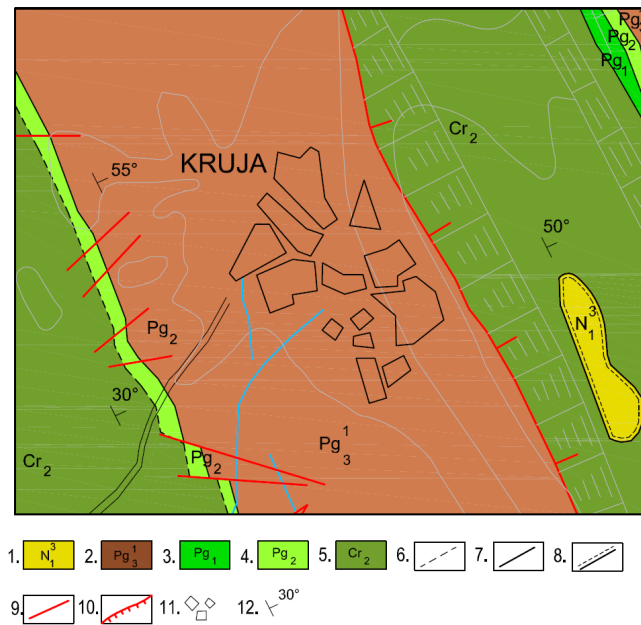 Pg
Pg2
Pg1
Cr2
KRUJA
55°
50°
N1^3
Pg2
30°
Pg3^1
Cr2
Pg2
1. N1^3 2. Pg3^1 3. Pg1 4. Pg2 5. Cr2 6. 7. 8.
9. 10. 11. 12. 30°